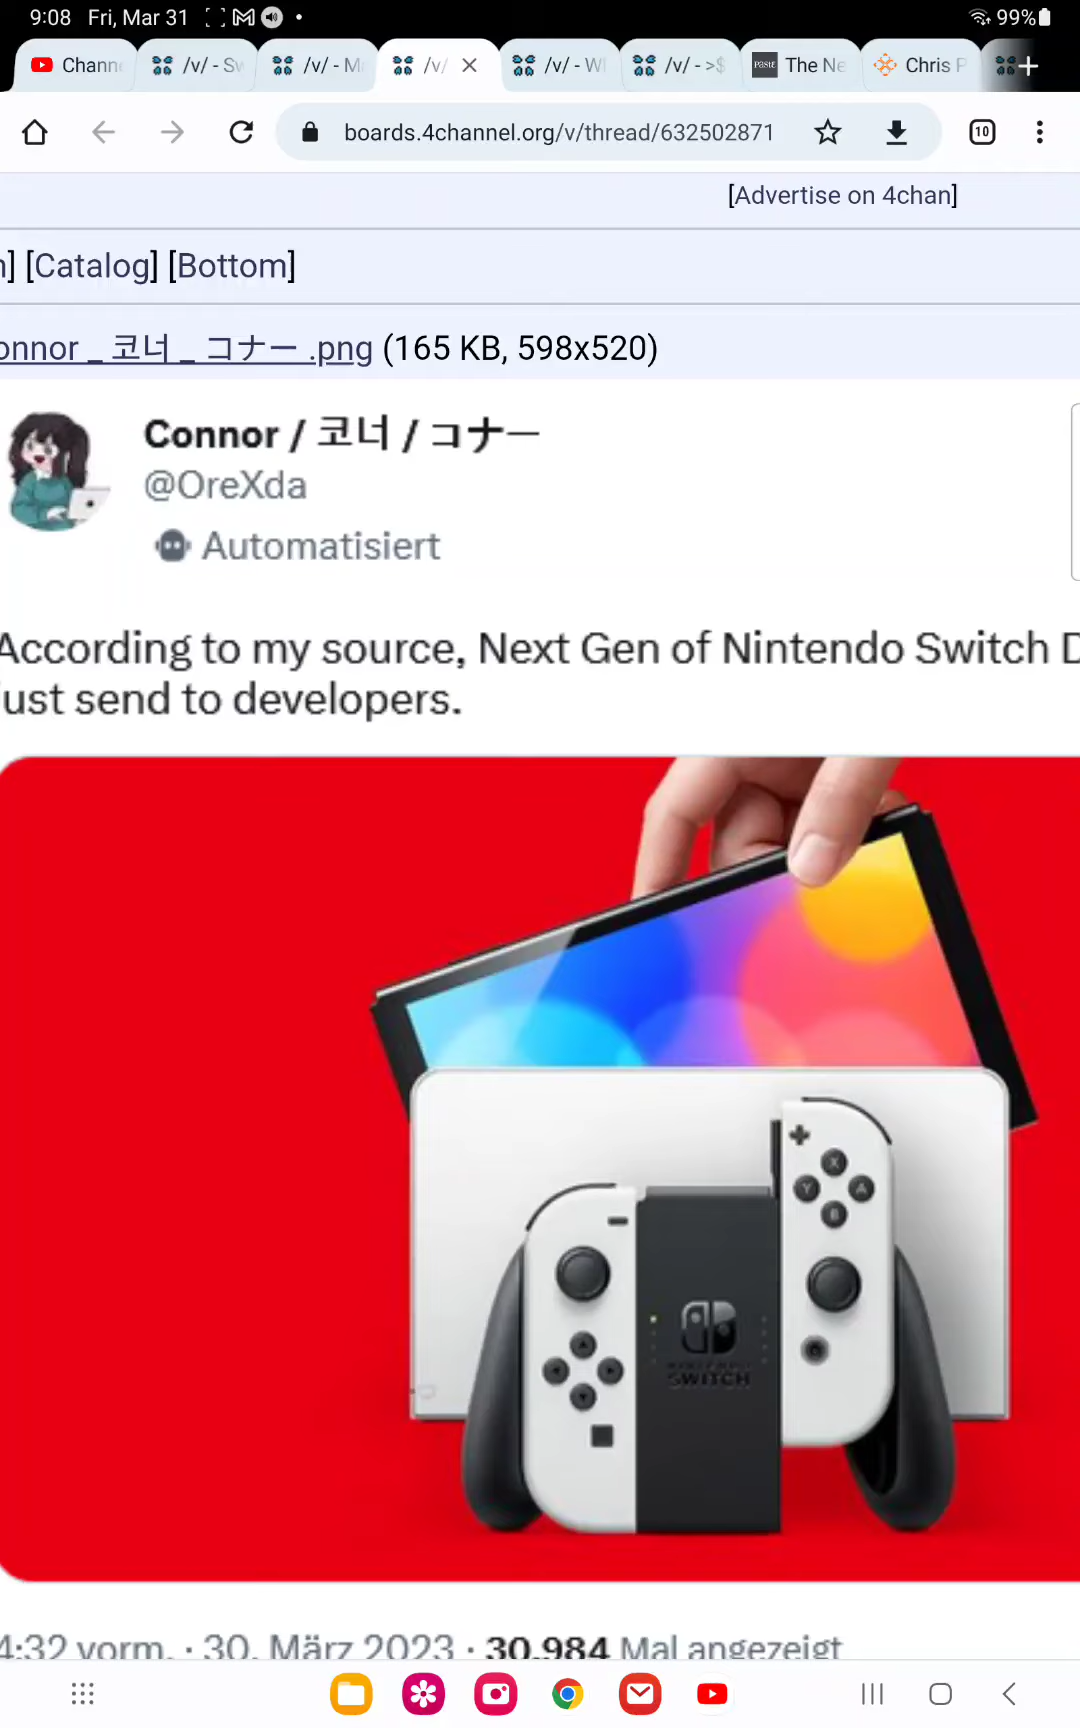 9:08 Fri, Mar 31 99%
Chann /v/ - Sw /v/ - M /v/ /v/ - Wl /v/ - >$ Paste The Ne Chris P
boards.4channel.org/v/thread/632502871 10
[Advertise on 4chan]
] [Catalog] [Bottom]
onnor _ 코너 _ コナー .png (165 KB, 598x520)
Connor / 코너 / コナー
@OreXda
Automatisiert
According to my source, Next Gen of Nintendo Switch D
ust send to developers.
X
Y A
B
SWITCH
4:32 vorm. · 30. März 2023 · 30.984 Mal angezeigt